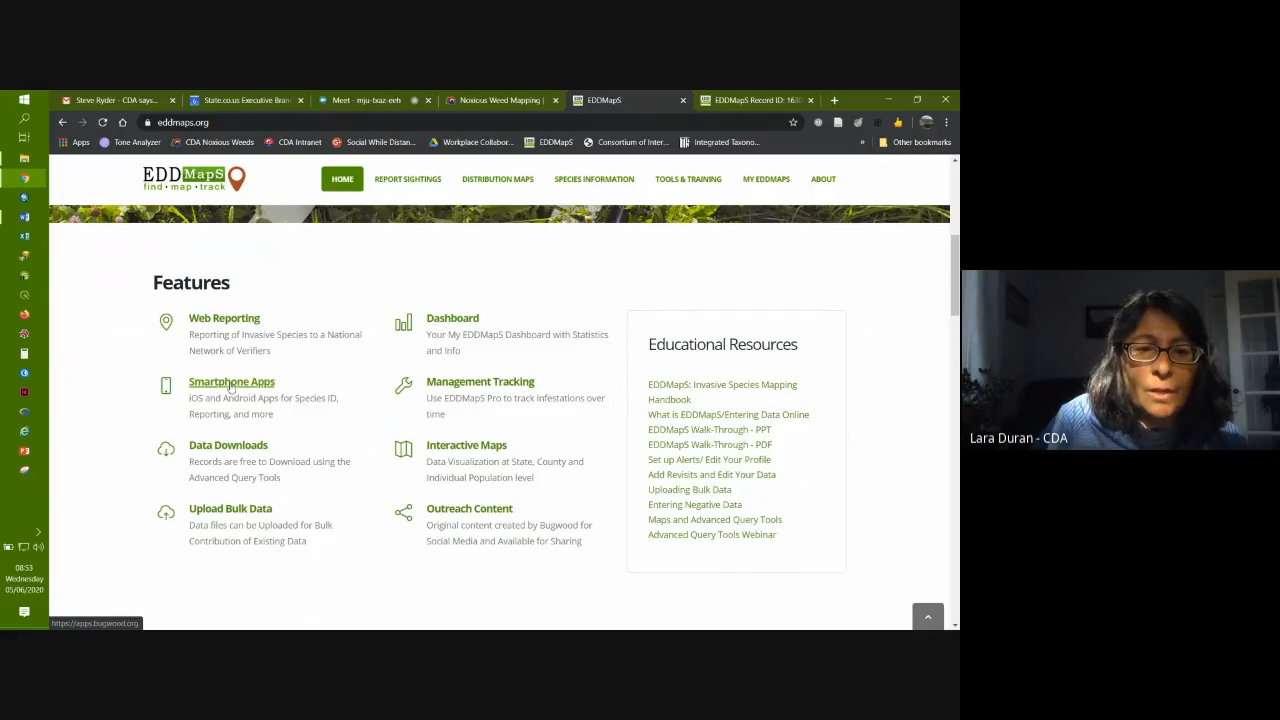 Steve Ryder - CDA says...
State.co.us Executive Bran
Meet - mju-txaz-eeh
Noxious Weed Mapping |
EDDMapS
EDDMapS Record ID: 1630
eddmaps.org
Apps
Tone Analyzer
CDA Noxious Weeds
CDA Intranet
Social While Distan...
Workplace Collabor...
EDDMapS
Consortium of Inter...
Integrated Taxono...
»
Other bookmarks
EDDMapS
find · map · track
HOME
REPORT SIGHTINGS
DISTRIBUTION MAPS
SPECIES INFORMATION
TOOLS & TRAINING
MY EDDMAPS
ABOUT
Features
Web Reporting
Reporting of Invasive Species to a National
Network of Verifiers
Smartphone Apps
iOS and Android Apps for Species ID,
Reporting, and more
Data Downloads
Records are free to Download using the
Advanced Query Tools
Upload Bulk Data
Data files can be Uploaded for Bulk
Contribution of Existing Data
Dashboard
Your My EDDMapS Dashboard with Statistics
and Info
Management Tracking
Use EDDMapS Pro to track infestations over
time
Interactive Maps
Data Visualization at State, County and
Individual Population level
Outreach Content
Original content created by Bugwood for
Social Media and Available for Sharing
Educational Resources
EDDMapS: Invasive Species Mapping
Handbook
What is EDDMapS/Entering Data Online
EDDMapS Walk-Through - PPT
EDDMapS Walk-Through - PDF
Set up Alerts/ Edit Your Profile
Add Revisits and Edit Your Data
Uploading Bulk Data
Entering Negative Data
Maps and Advanced Query Tools
Advanced Query Tools Webinar
08:53
Wednesday
05/06/2020
https://apps.bugwood.org
Lara Duran - CDA